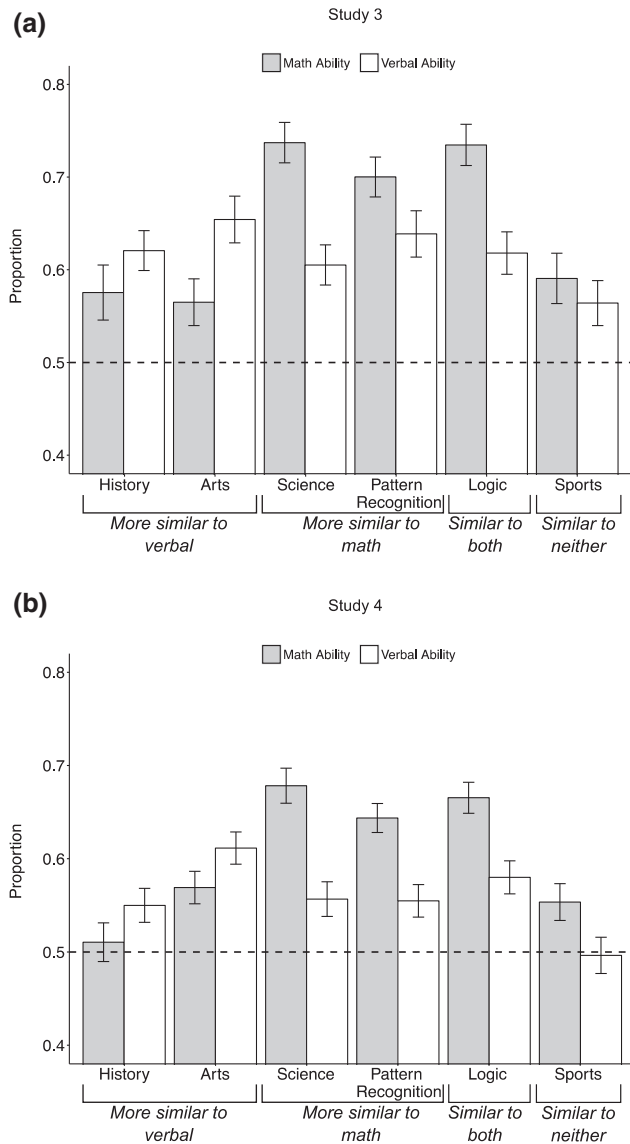 (a)
Study 3
Math Ability Verbal Ability
0.8
0.7
0.6
0.5
0.4
Proportion
History Arts Science Pattern Recognition Logic Sports
More similar to verbal
More similar to math
Similar to both
Similar to neither
(b)
Study 4
Math Ability Verbal Ability
0.8
0.7
0.6
0.5
0.4
Proportion
History Arts Science Pattern Recognition Logic Sports
More similar to verbal
More similar to math
Similar to both
Similar to neither